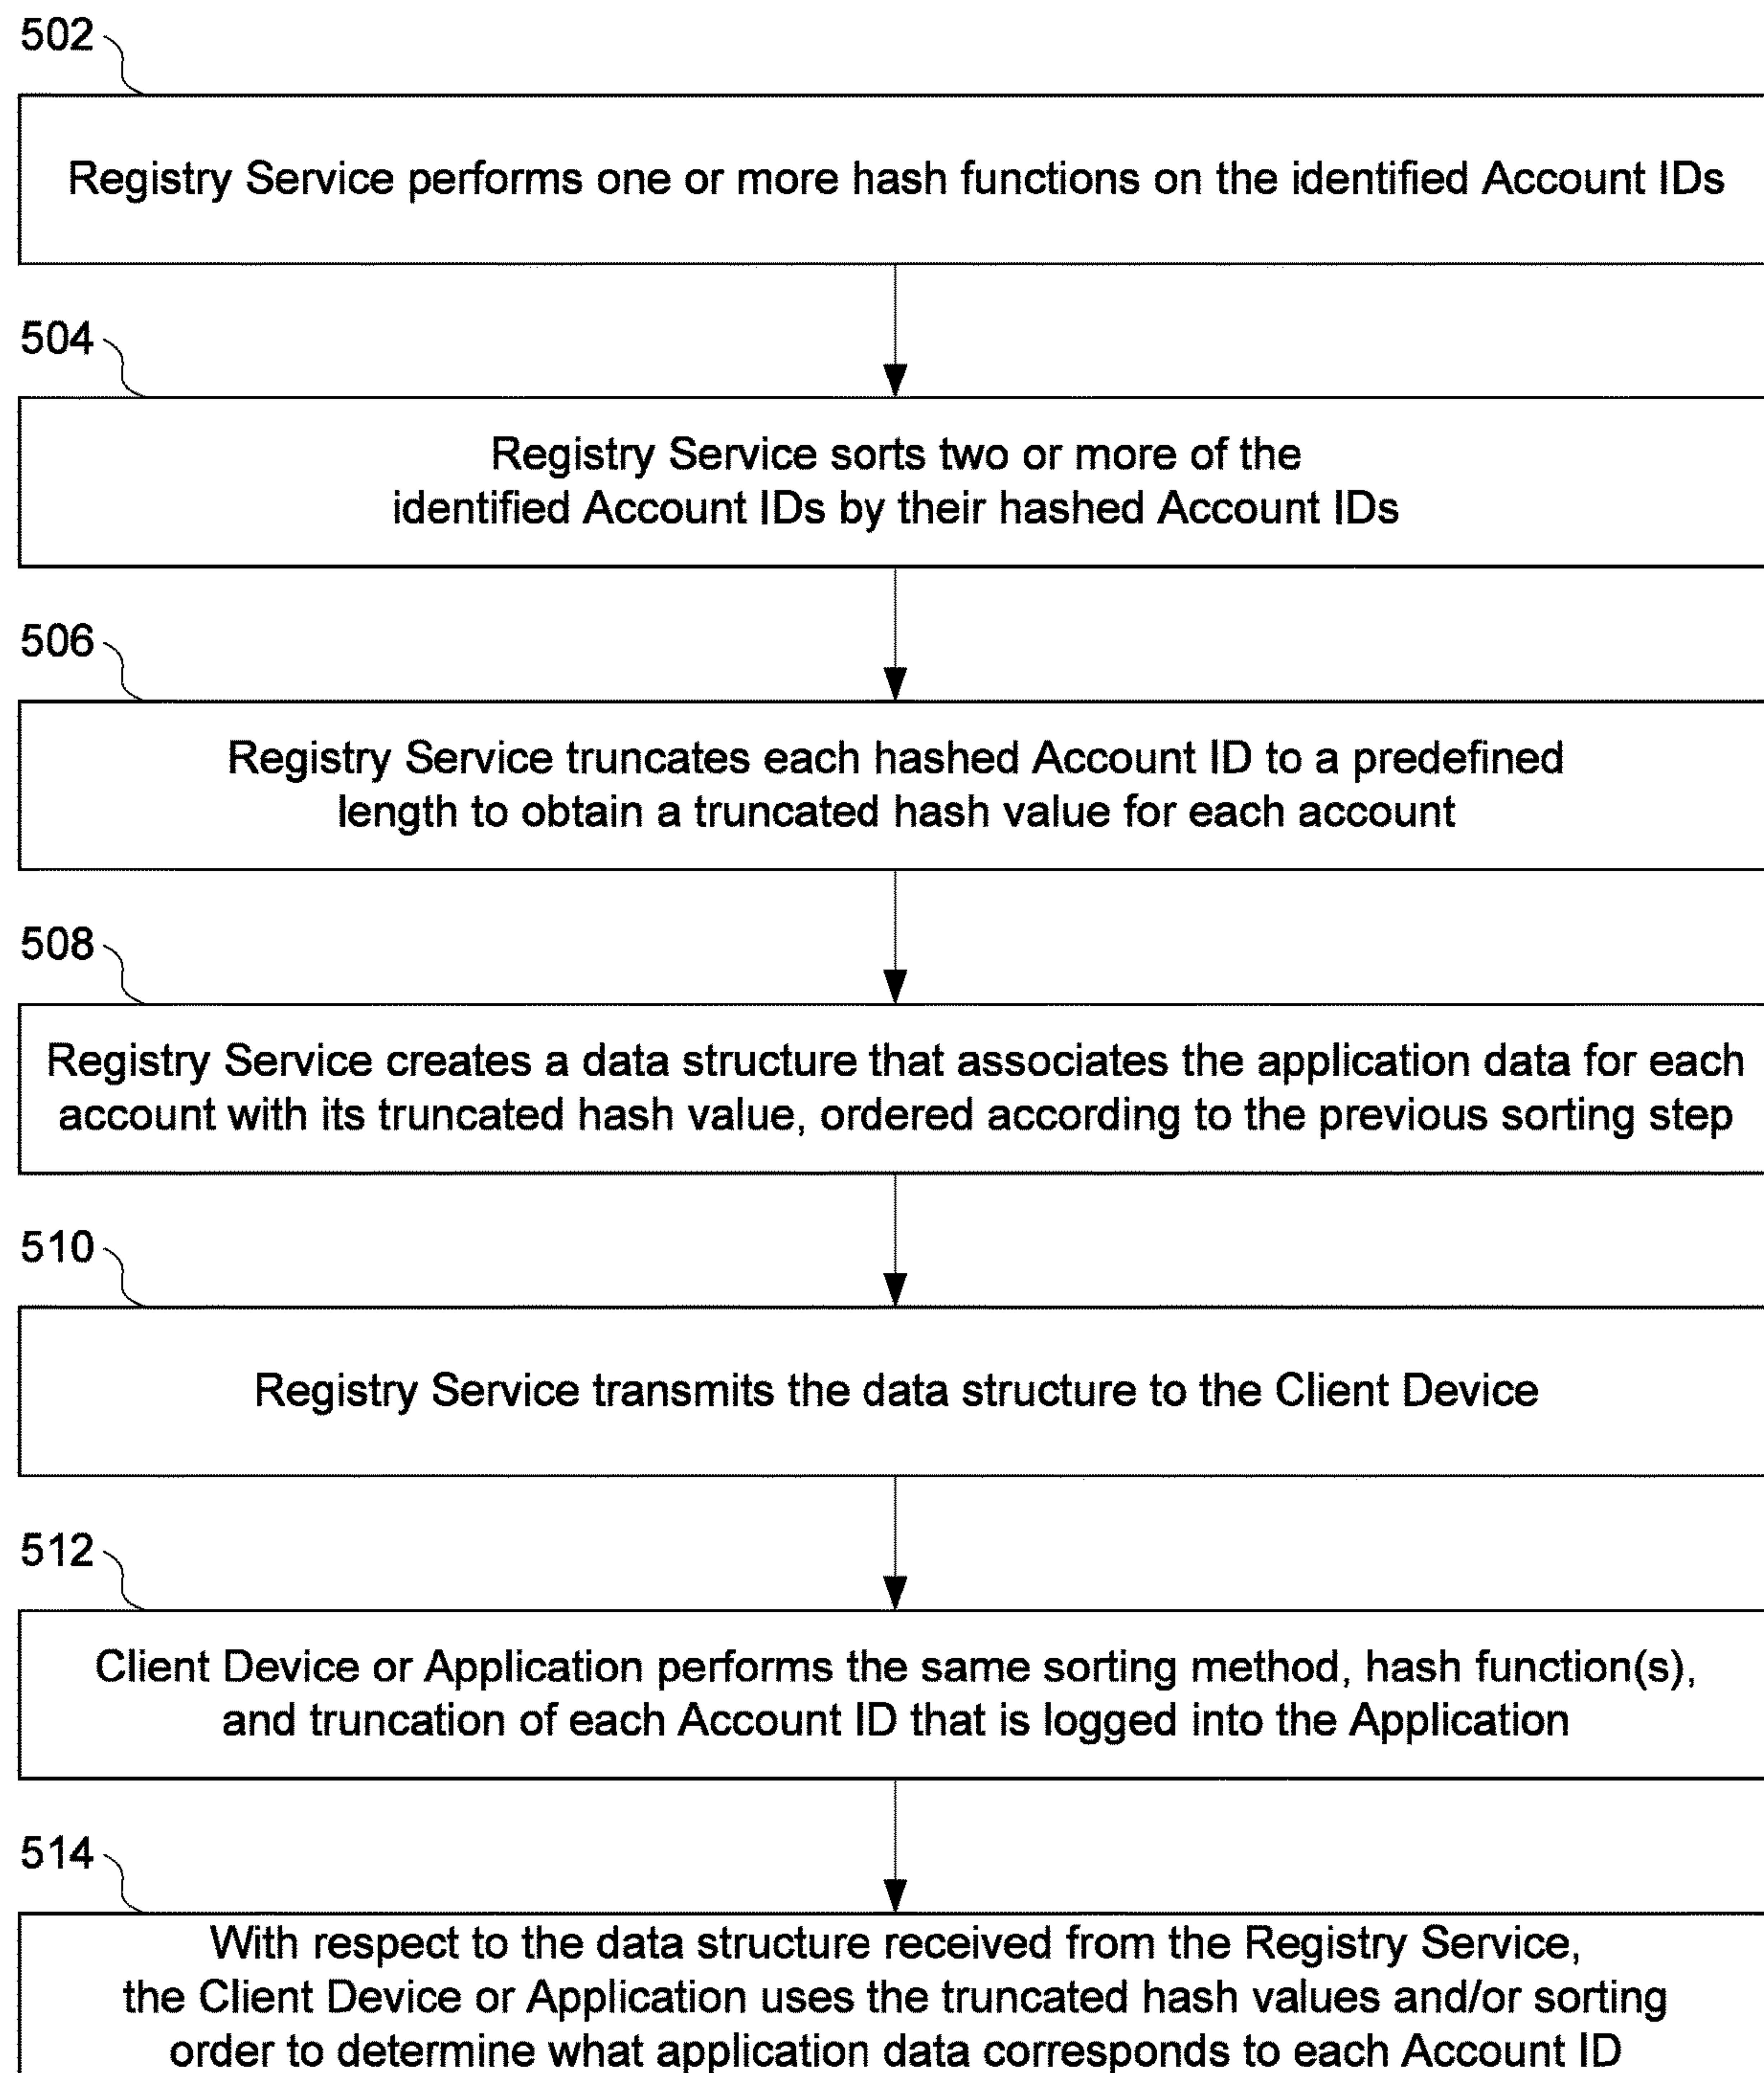 502
Registry Service performs one or more hash functions on the identified Account IDs
504
Registry Service sorts two or more of the
identified Account IDs by their hashed Account IDs
506
Registry Service truncates each hashed Account ID to a predefined
length to obtain a truncated hash value for each account
508
Registry Service creates a data structure that associates the application data for each
account with its truncated hash value, ordered according to the previous sorting step
510
Registry Service transmits the data structure to the Client Device
512
Client Device or Application performs the same sorting method, hash function(s),
and truncation of each Account ID that is logged into the Application
514
With respect to the data structure received from the Registry Service,
the Client Device or Application uses the truncated hash values and/or sorting
order to determine what application data corresponds to each Account ID